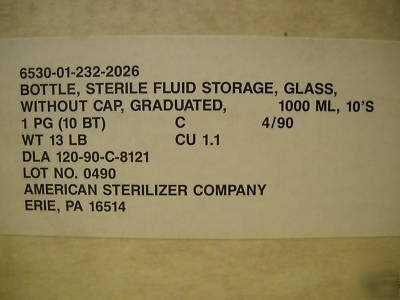 6530-01-232-2026
BOTTLE, STERILE FLUID STORAGE, GLASS,
WITHOUT CAP, GRADUATED, 1000 ML, 10'S
1 PG (10 BT) C 4/90
WT 13 LB CU 1.1
DLA 120-90-C-8121
LOT NO. 0490
AMERICAN STERILIZER COMPANY
ERIE, PA 16514